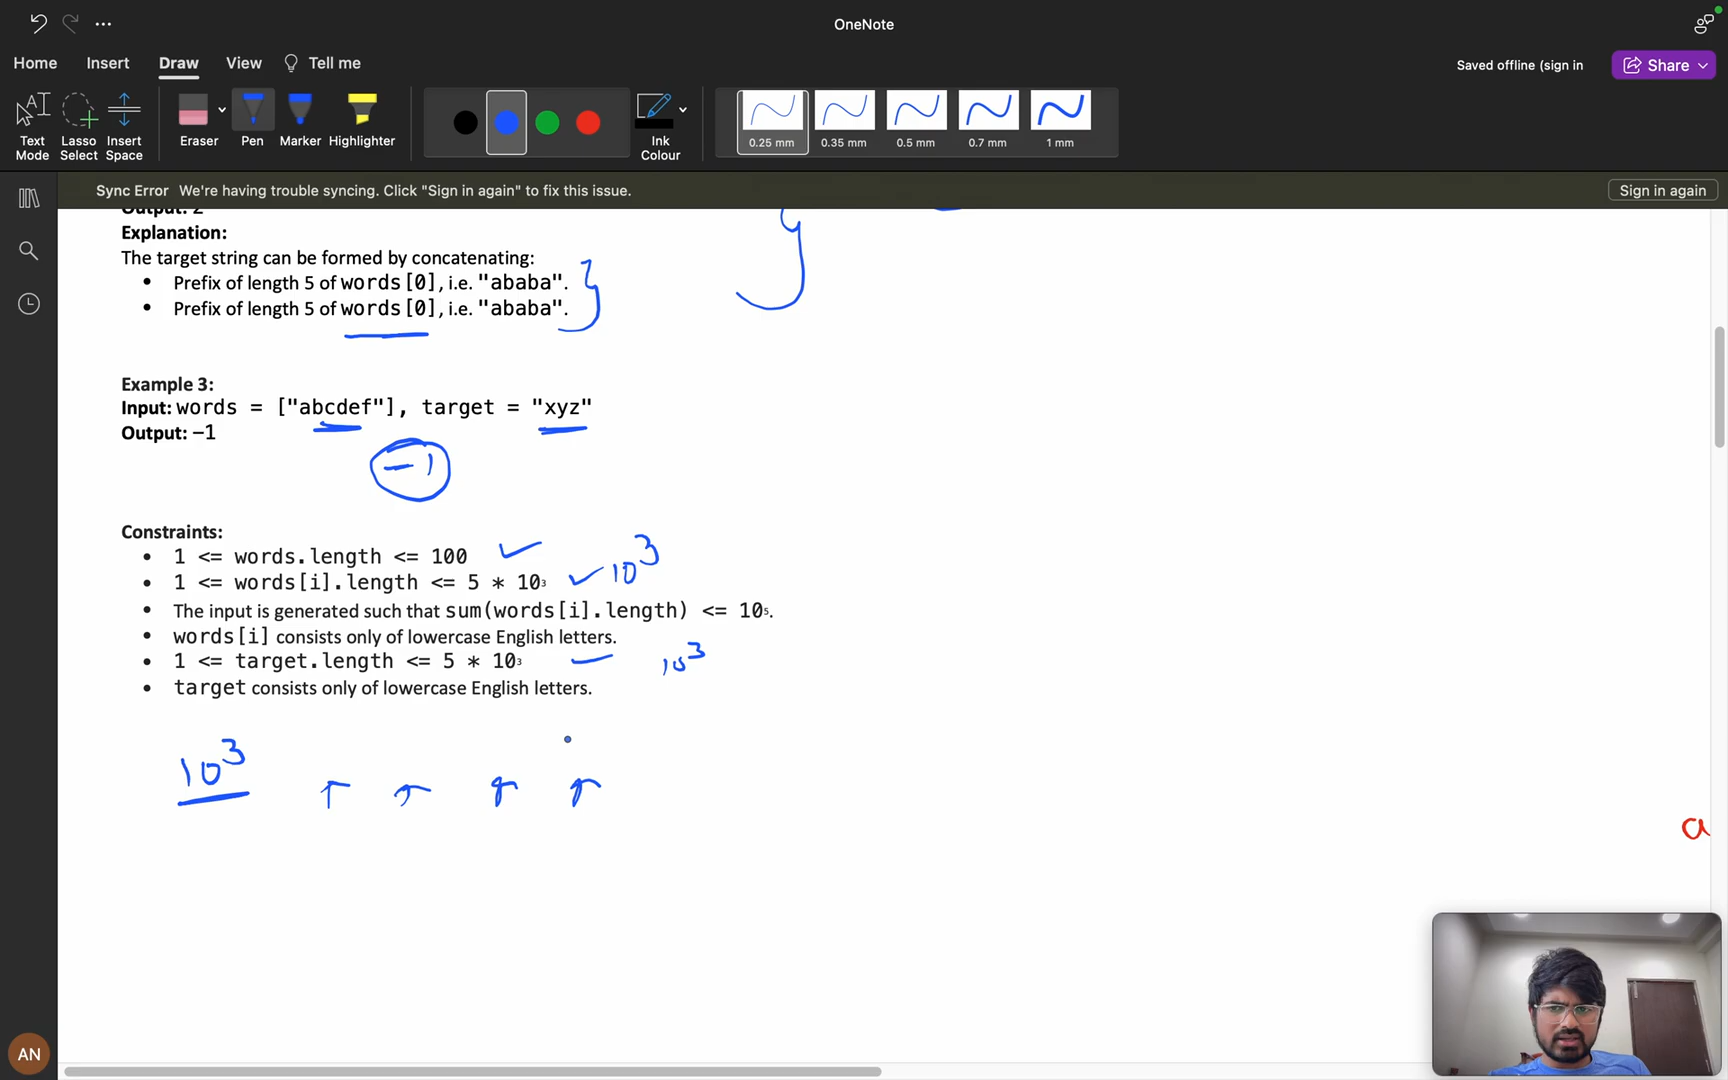 OneNote
Home Insert Draw View Tell me
Saved offline (sign in
Share
Text Mode
Lasso Select
Insert Space
Eraser
Pen
Marker
Highlighter
Ink Colour
0.25 mm
0.35 mm
0.5 mm
0.7 mm
1 mm
Sync Error We're having trouble syncing. Click "Sign in again" to fix this issue.
Sign in again
Output: 2
Explanation:
The target string can be formed by concatenating:
• Prefix of length 5 of words[0], i.e. "ababa".
• Prefix of length 5 of words[0], i.e. "ababa".
Example 3:
Input: words = ["abcdef"], target = "xyz"
Output: -1
-1
Constraints:
• 1 <= words.length <= 100
• 1 <= words[i].length <= 5 * 10³ 10³
• The input is generated such that sum(words[i].length) <= 10⁵.
• words[i] consists only of lowercase English letters.
• 1 <= target.length <= 5 * 10³ 10³
• target consists only of lowercase English letters.
10³
a
AN